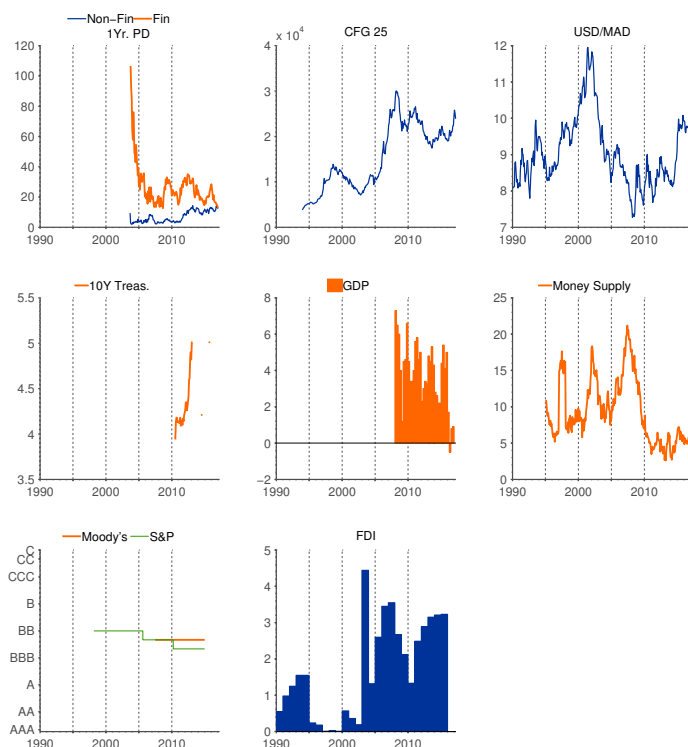 Non−Fin Fin
1Yr. PD
120
100
80
60
40
20
0
1990 2000 2010
x 10⁴ CFG 25
4
3
2
1
0
1990 2000 2010
USD/MAD
12
11
10
9
8
7
1990 2000 2010
10Y Treas.
5.5
5
4.5
4
3.5
1990 2000 2010
GDP
8
6
4
2
0
−2
1990 2000 2010
Money Supply
25
20
15
10
5
0
1990 2000 2010
Moody's S&P
C
CC
CCC
B
BB
BBB
A
AA
AAA
1990 2000 2010
FDI
5
4
3
2
1
0
1990 2000 2010